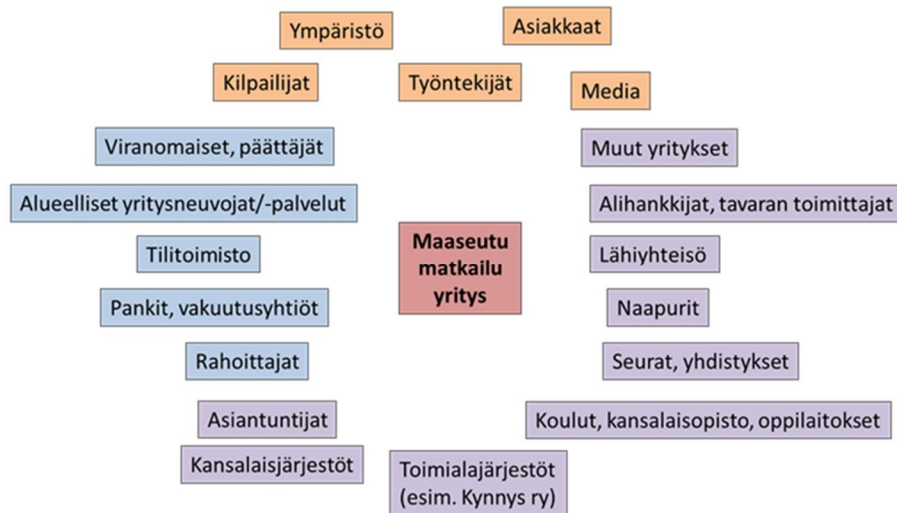 Ympäristö
Asiakkaat
Kilpailijat
Työntekijät
Media
Viranomaiset, päättäjät
Muut yritykset
Alueelliset yritysneuvojat/-palvelut
Alihankkijat, tavaran toimittajat
Maaseutu
matkailu
yritys
Tilitoimisto
Lähiyhteisö
Pankit, vakuutusyhtiöt
Naapurit
Rahoittajat
Seurat, yhdistykset
Asiantuntijat
Koulut, kansalaisopisto, oppilaitokset
Kansalaisjärjestöt
Toimialajärjestöt
(esim. Kynnys ry)